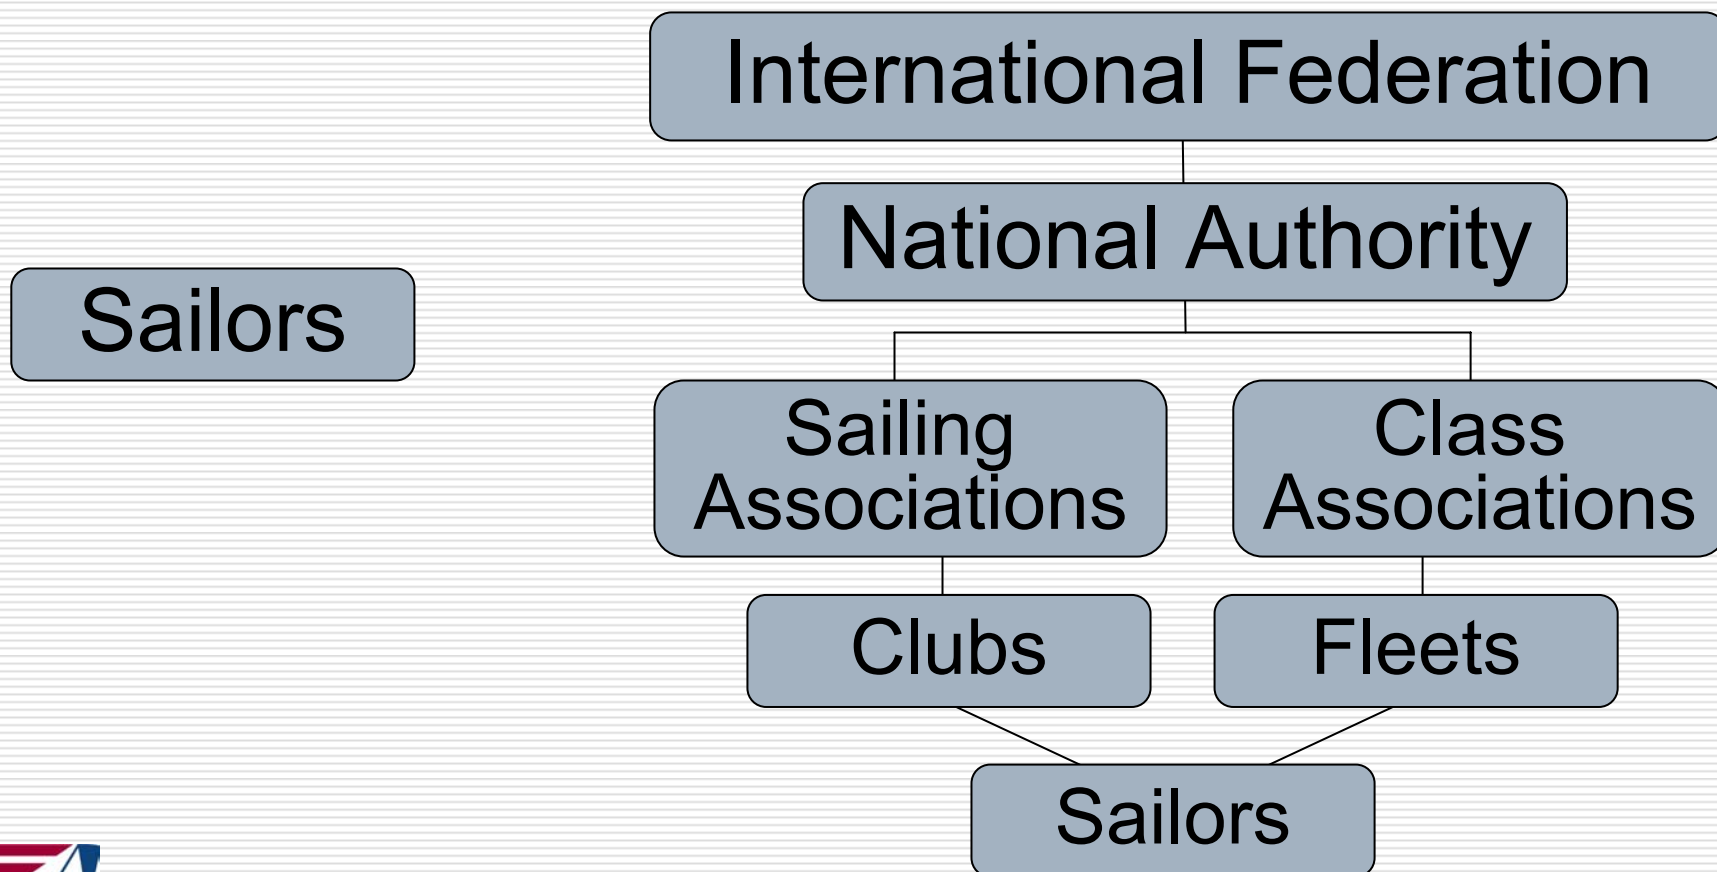 International Federation
National Authority
Sailors
Sailing
Associations
Class
Associations
Clubs
Fleets
Sailors